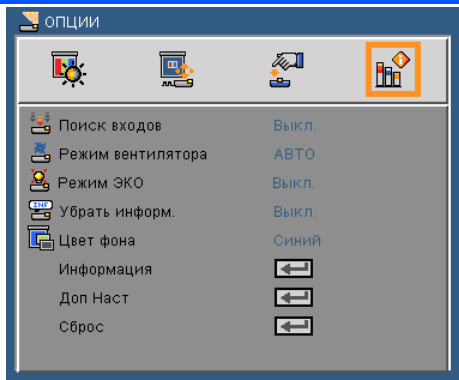 ОПЦИИ
Поиск входов Выкл.
Режим вентилятора АВТО
Режим ЭКО Выкл.
INF Убрать информ. Выкл.
Цвет фона Синий
Информация
Доп Наст
Сброс